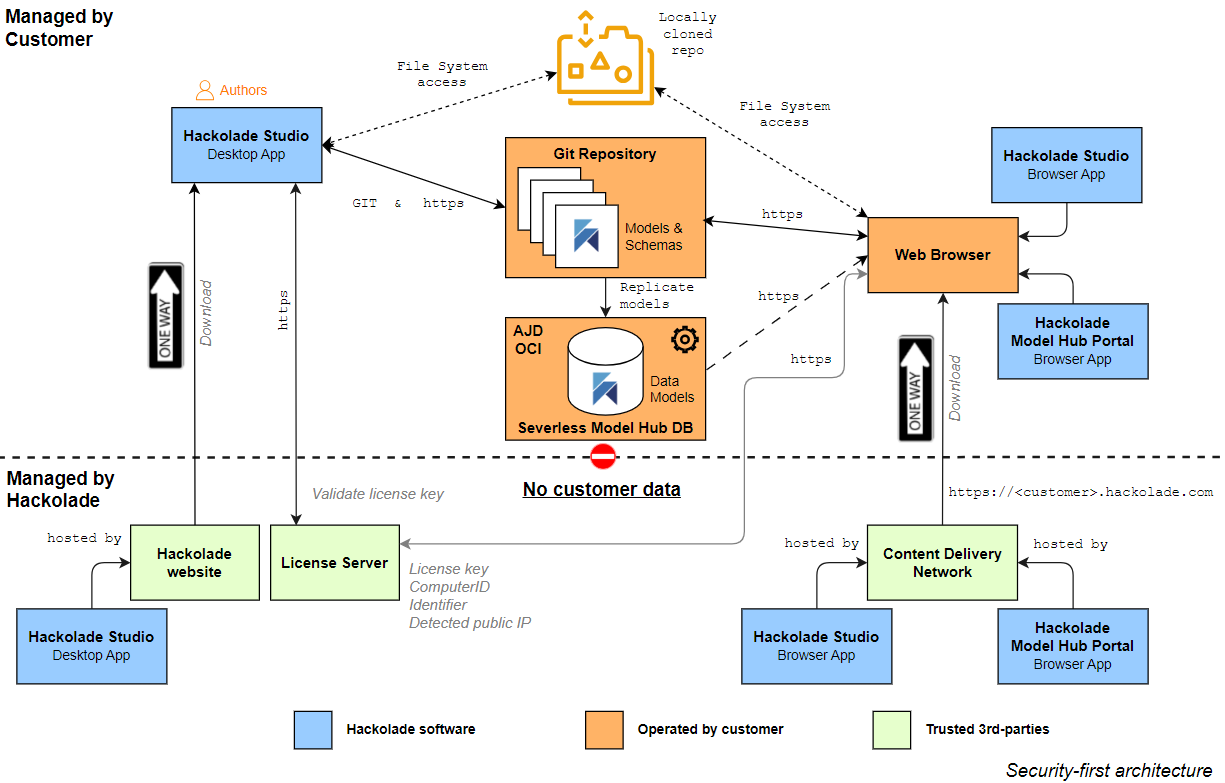 Managed by
Customer
Locally
cloned
repo
File System
access
Authors
File System
access
Hackolade Studio
Desktop App
Git Repository
Hackolade Studio
Browser App
GIT & https
Models &
Schemas
https
Web Browser
ONE WAY
Download
https
Replicate
models
https
Hackolade
Model Hub Portal
Browser App
AJD
OCI
https
Data
Models
Severless Model Hub DB
ONE WAY
Download
Managed by
Hackolade
No customer data
Validate license key
https://<customer>.hackolade.com
hosted by
Hackolade
website
License Server
hosted by
Content Delivery
Network
hosted by
License key
ComputerID
Identifier
Detected public IP
Hackolade Studio
Desktop App
Hackolade Studio
Browser App
Hackolade
Model Hub Portal
Browser App
Hackolade software
Operated by customer
Trusted 3rd-parties
Security-first architecture